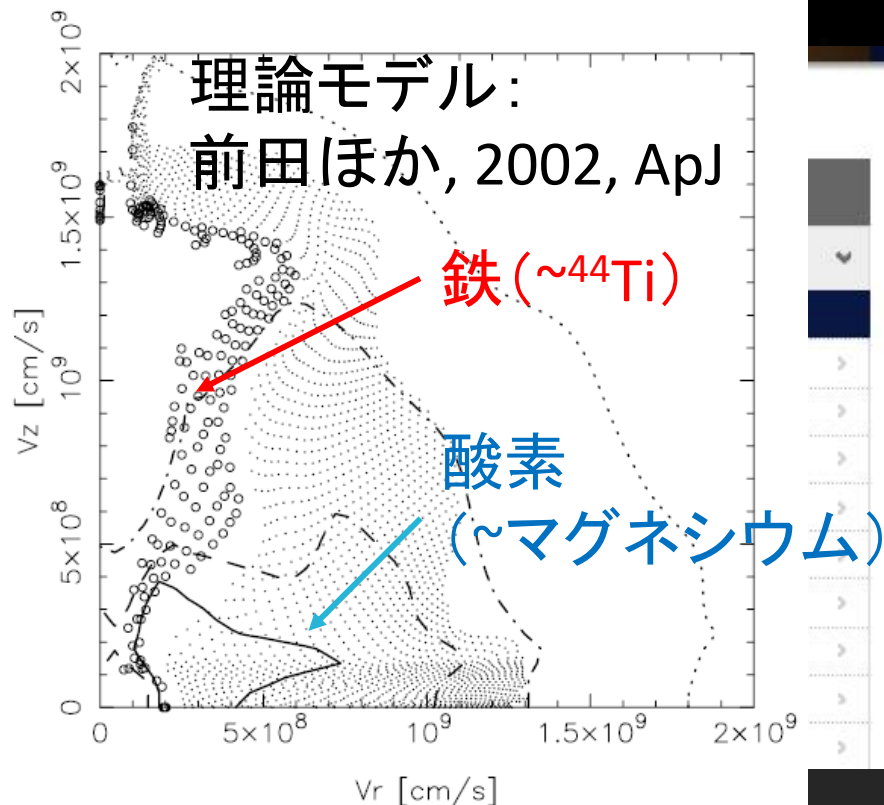 理論モデル：
前田ほか, 2002, ApJ
鉄(~⁴⁴Ti)
酸素
(~マグネシウム)
Vz [cm/s]
2×10⁹
1.5×10⁹
10⁹
5×10⁸
0
0 5×10⁸ 10⁹ 1.5×10⁹ 2×10⁹
Vr [cm/s]